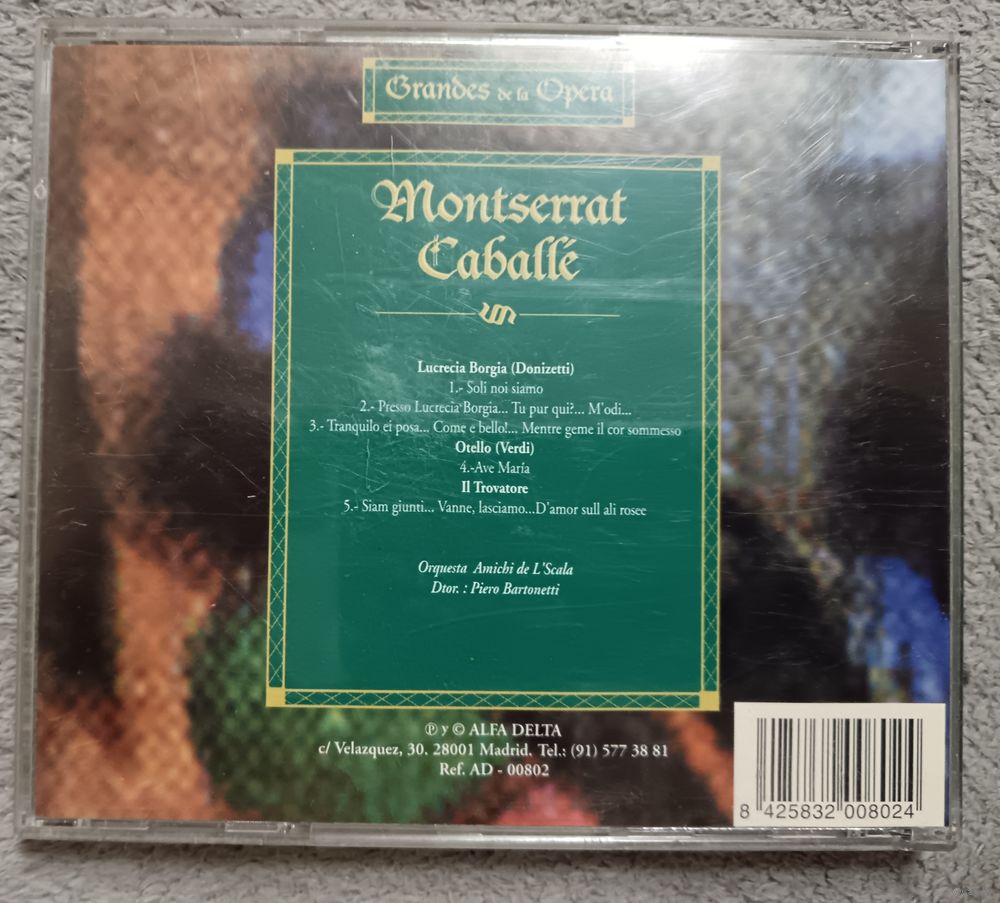 Grandes de la Opera
Montserrat
Caballé
Lucrecia Borgia (Donizetti)
1.- Soli noi siamo
2.- Presso Lucrecia Borgia... Tu pur qui?... M'odi...
3.- Tranquilo ei posa... Come e bello!... Mentre geme il cor sommesso
Otello (Verdi)
4.-Ave María
Il Trovatore
5.- Siam giunti... Vanne, lasciamo...D'amor sull ali rosee
Orquesta Amichi de L'Scala
Dtor. : Piero Bartonetti
℗ y © ALFA DELTA
c/ Velazquez, 30. 28001 Madrid. Tel.: (91) 577 38 81
Ref. AD - 00802
8 425832 008024